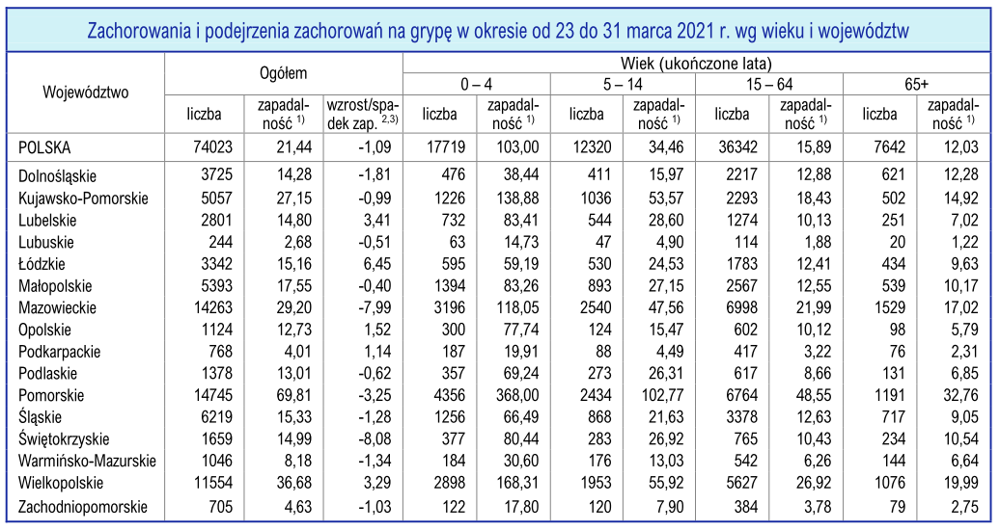 Zachorowania i podejrzenia zachorowań na grypę w okresie od 23 do 31 marca 2021 r. wg wieku i województw
Województwo Ogółem Wiek (ukończone lata)
0 – 4 5 – 14 15 – 64 65+
liczba zapadal-ność 1) wzrost/spa-dek zap. 2,3) liczba zapadal-ność 1) liczba zapadal-ność 1) liczba zapadal-ność 1) liczba zapadal-ność 1)
POLSKA 74023 21,44 -1,09 17719 103,00 12320 34,46 36342 15,89 7642 12,03
Dolnośląskie 3725 14,28 -1,81 476 38,44 411 15,97 2217 12,88 621 12,28
Kujawsko-Pomorskie 5057 27,15 -0,99 1226 138,88 1036 53,57 2293 18,43 502 14,92
Lubelskie 2801 14,80 3,41 732 83,41 544 28,60 1274 10,13 251 7,02
Lubuskie 244 2,68 -0,51 63 14,73 47 4,90 114 1,88 20 1,22
Łódzkie 3342 15,16 6,45 595 59,19 530 24,53 1783 12,41 434 9,63
Małopolskie 5393 17,55 -0,40 1394 83,26 893 27,15 2567 12,55 539 10,17
Mazowieckie 14263 29,20 -7,99 3196 118,05 2540 47,56 6998 21,99 1529 17,02
Opolskie 1124 12,73 1,52 300 77,74 124 15,47 602 10,12 98 5,79
Podkarpackie 768 4,01 1,14 187 19,91 88 4,49 417 3,22 76 2,31
Podlaskie 1378 13,01 -0,62 357 69,24 273 26,31 617 8,66 131 6,85
Pomorskie 14745 69,81 -3,25 4356 368,00 2434 102,77 6764 48,55 1191 32,76
Śląskie 6219 15,33 -1,28 1256 66,49 868 21,63 3378 12,63 717 9,05
Świętokrzyskie 1659 14,99 -8,08 377 80,44 283 26,92 765 10,43 234 10,54
Warmińsko-Mazurskie 1046 8,18 -1,34 184 30,60 176 13,03 542 6,26 144 6,64
Wielkopolskie 11554 36,68 3,29 2898 168,31 1953 55,92 5627 26,92 1076 19,99
Zachodniopomorskie 705 4,63 -1,03 122 17,80 120 7,90 384 3,78 79 2,75